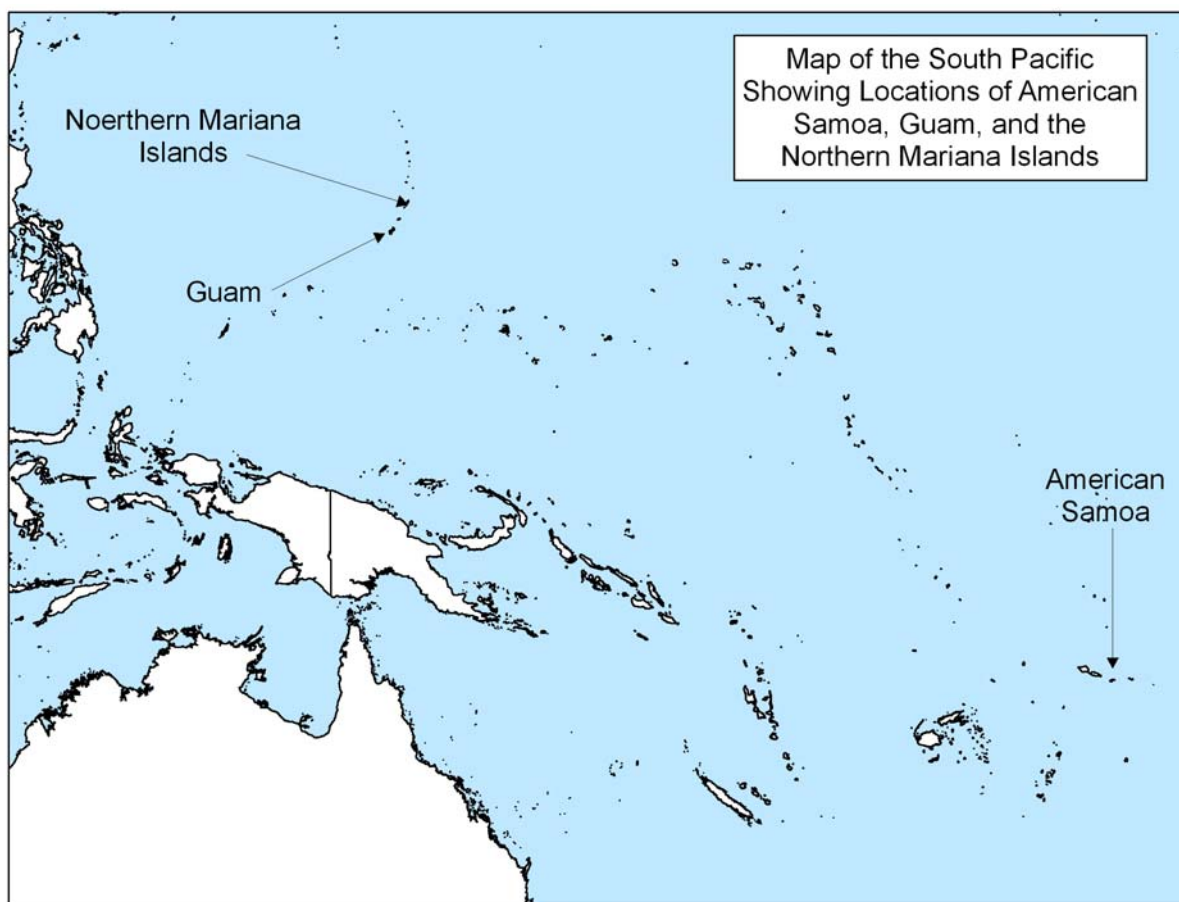 Map of the South Pacific
Showing Locations of American
Samoa, Guam, and the
Northern Mariana Islands
Noerthern Mariana
Islands
Guam
American
Samoa